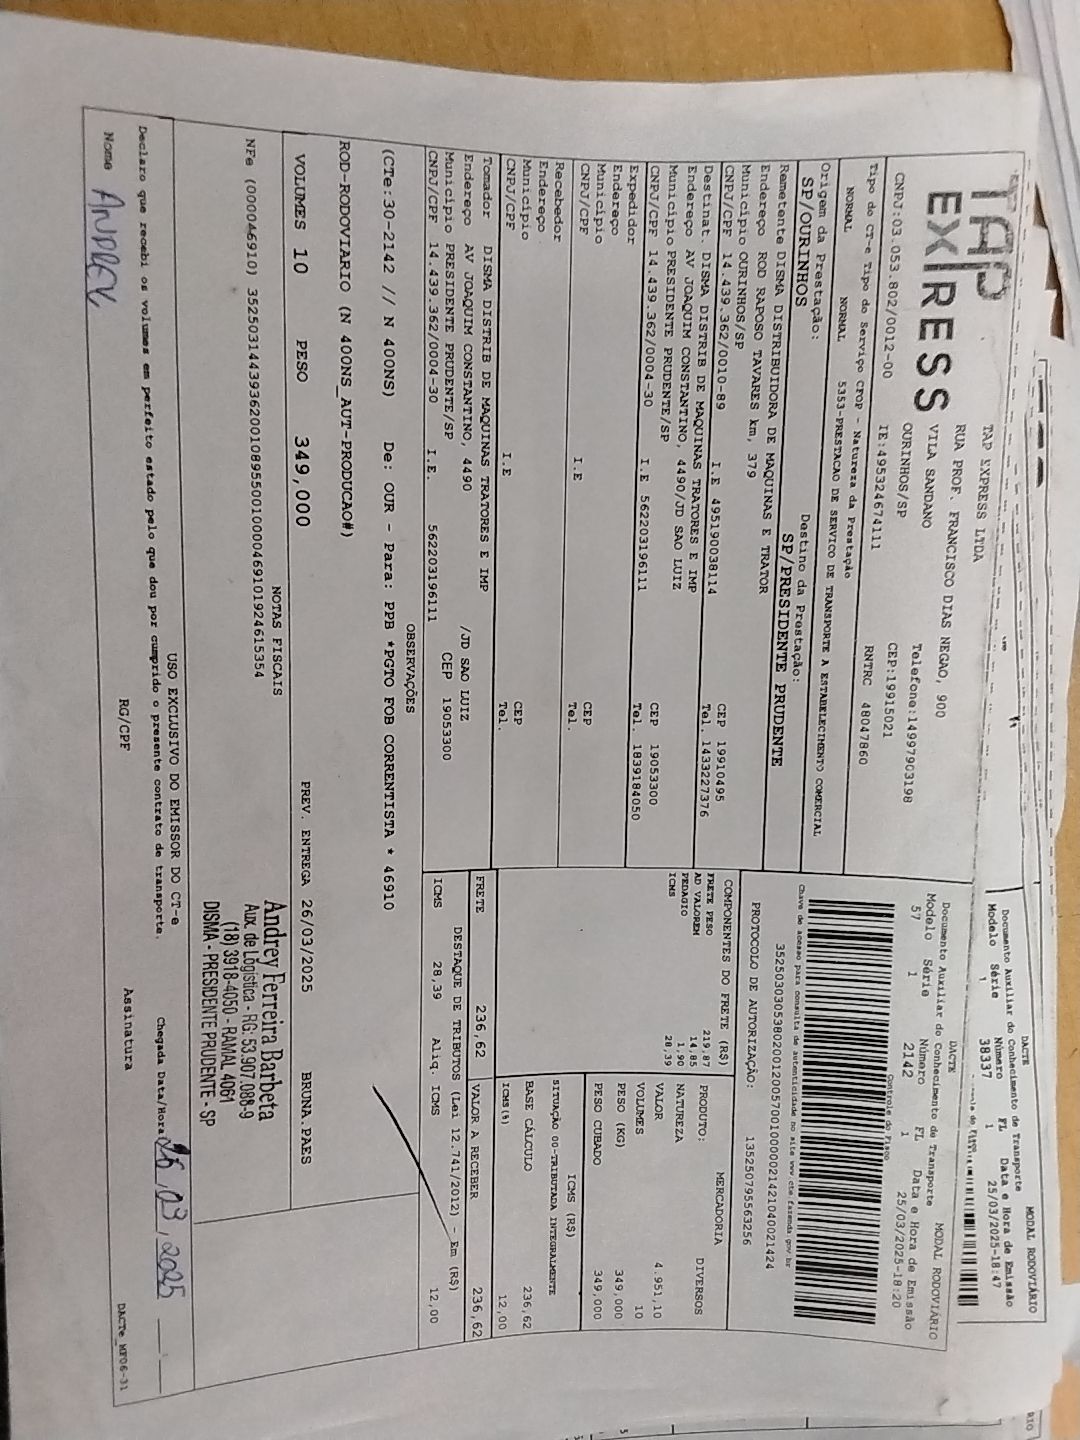 DACTE MODAL RODOVIÁRIO
Documento Auxiliar do Conhecimento de Transporte
Modelo Série Número FL Data e Hora de Emissão
1 38337 1 25/03/2025-18:47
TAP EXPRESS
TAP EXPRESS LTDA
RUA PROF. FRANCISCO DIAS NEGAO, 900
VILA SANDANO Telefone:14997903198
OURINHOS/SP CEP:19915021
CNPJ:03.053.802/0012-00 IE:495324674111 RNTRC 48047860
DACTE MODAL RODOVIÁRIO
Documento Auxiliar do Conhecimento de Transporte
Modelo Série Número FL Data e Hora de Emissão
57 1 2142 1 25/03/2025-18:20
Controle do Fisco
Tipo do CT-e Tipo do Serviço CFOP - Natureza da Prestação
NORMAL NORMAL 5353-PRESTACAO DE SERVICO DE TRANSPORTE A ESTABELECIMENTO COMERCIAL
Chave de acesso para consulta de autenticidade no site www.cte.fazenda.gov.br
35250303053802001200570010000021421040021424
PROTOCOLO DE AUTORIZAÇÃO: 135250795563256
Origem da Prestação: Destino da Prestação:
SP/OURINHOS SP/PRESIDENTE PRUDENTE
Remetente DISMA DISTRIBUIDORA DE MAQUINAS E TRATOR
Endereço ROD RAPOSO TAVARES km, 379
Município OURINHOS/SP CEP 19910495
CNPJ/CPF 14.439.362/0010-89 I.E 495190038114 Tel. 1433227376
Destinat. DISMA DISTRIB DE MAQUINAS TRATORES E IMP
Endereço AV JOAQUIM CONSTANTINO, 4490/JD SAO LUIZ
Município PRESIDENTE PRUDENTE/SP CEP 19053300
CNPJ/CPF 14.439.362/0004-30 I.E 562203196111 Tel. 1839184050
Expedidor
Endereço
Município CEP
CNPJ/CPF I.E Tel.
Recebedor
Endereço
Município CEP
CNPJ/CPF I.E Tel.
Tomador DISMA DISTRIB DE MAQUINAS TRATORES E IMP
Endereço AV JOAQUIM CONSTANTINO, 4490 /JD SAO LUIZ
Município PRESIDENTE PRUDENTE/SP CEP 19053300
CNPJ/CPF 14.439.362/0004-30 I.E. 562203196111
COMPONENTES DO FRETE (R$)
FRETE PESO 219,87
AD VALOREM 14,85
PEDAGIO 1,90
ICMS 28,39
MERCADORIA
PRODUTO: DIVERSOS
NATUREZA
VALOR 4.951,10
VOLUMES 10
PESO (KG) 349,000
PESO CUBADO 349,000
ICMS (R$)
SITUAÇÃO 00-TRIBUTADA INTEGRALMENTE
BASE CÁLCULO 236,62
ICMS(%) 12,00
FRETE 236,62 VALOR A RECEBER 236,62
DESTAQUE DE TRIBUTOS (Lei 12.741/2012) - Em (R$)
ICMS 28,39 Aliq. ICMS 12,00
OBSERVAÇÕES
(CTe:30-2142 // N 400NS) De: OUR - Para: PPB *PGTO FOB CORRENTISTA * 46910
ROD-RODOVIARIO (N 400NS_AUT-PRODUCAO#)
VOLUMES 10 PESO 349,000 PREV. ENTREGA 26/03/2025 BRUNA.PAES
NOTAS FISCAIS
NFe (000046910) 35250314439362001089550010000469101924615354
Andrey Ferreira Barbeta
Aux. de Logística - RG: 53.907.088-9
(18) 3918-4050 - RAMAL 4061
DISMA - PRESIDENTE PRUDENTE - SP
USO EXCLUSIVO DO EMISSOR DO CT-e
Declaro que recebi os volumes em perfeito estado pelo que dou por cumprido o presente contrato de transporte. Chegada Data/Hora 26, 03, 2025
Nome ANDREY RG/CPF Assinatura
DACTe_MF06-31